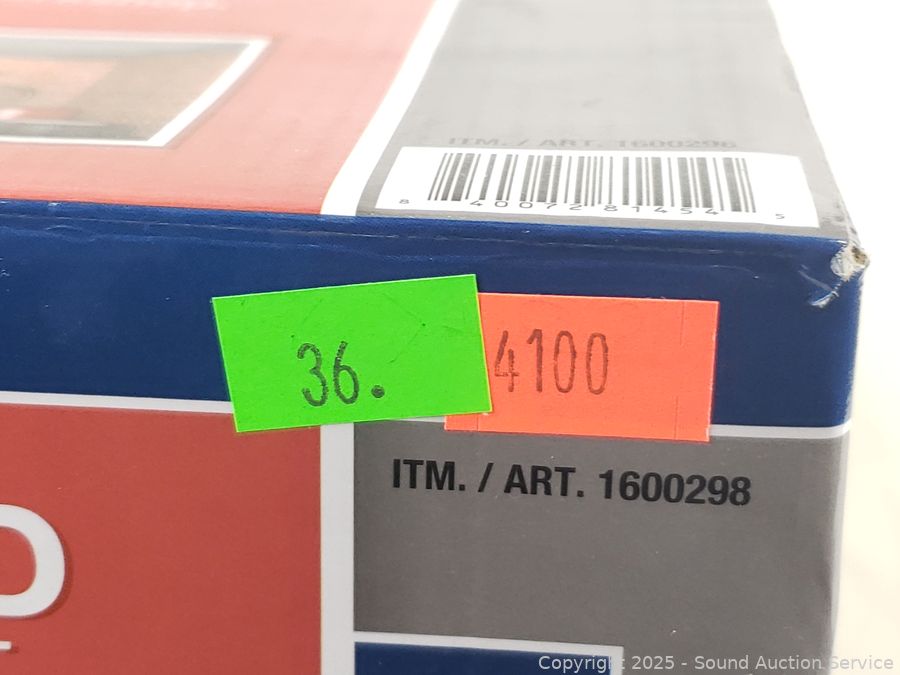 ITM. / ART. 1600298
8 40072 81454 5
36.
4100
ITM. / ART. 1600298
O
Copyright © 2025 - Sound Auction Service